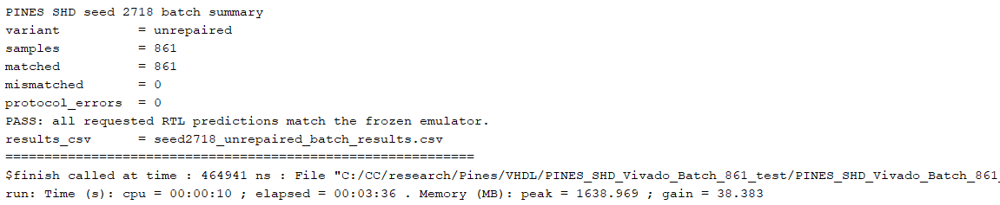 PINES SHD seed 2718 batch summary
variant           = unrepaired
samples           = 861
matched           = 861
mismatched        = 0
protocol_errors   = 0
PASS: all requested RTL predictions match the frozen emulator.
results_csv       = seed2718_unrepaired_batch_results.csv
============================================================
$finish called at time : 464941 ns : File "C:/CC/research/Pines/VHDL/PINES_SHD_Vivado_Batch_861_test/PINES_SHD_Vivado_Batch_861_
run: Time (s): cpu = 00:00:10 ; elapsed = 00:03:36 . Memory (MB): peak = 1638.969 ; gain = 38.383